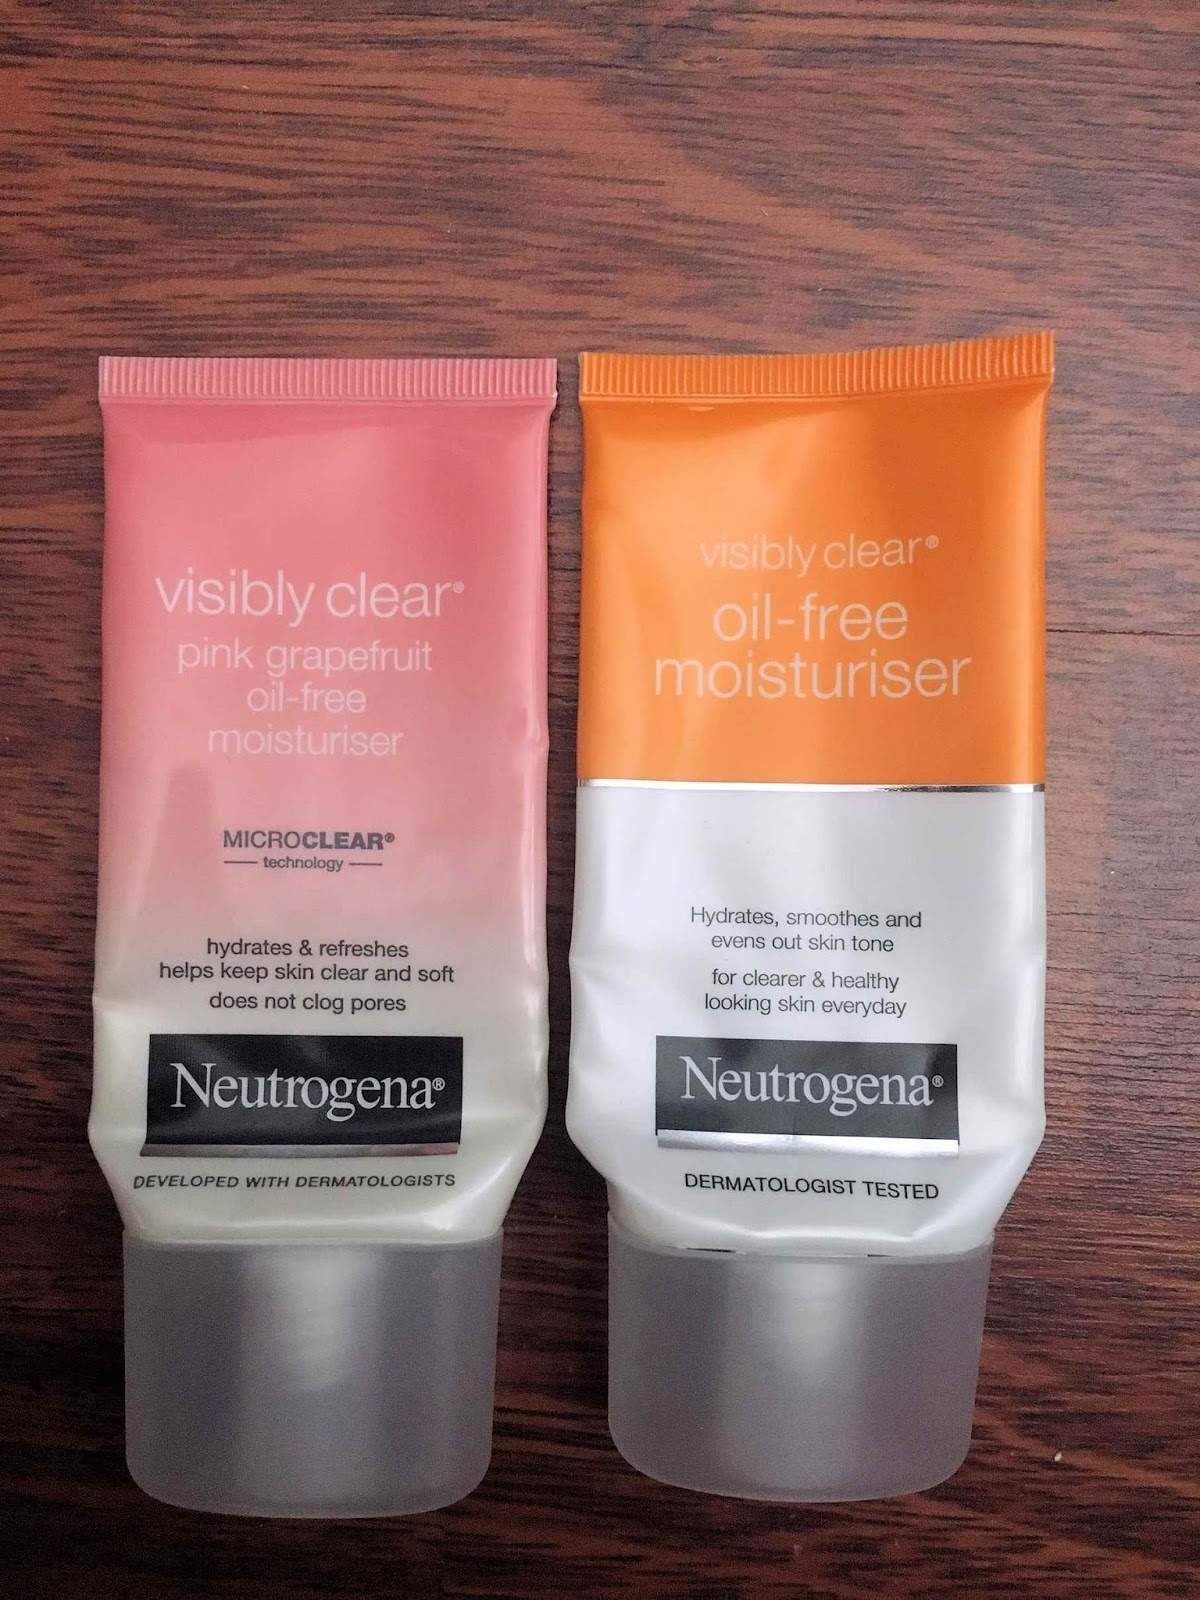 visibly clear®
pink grapefruit
oil-free
moisturiser
MICROCLEAR®
technology
hydrates & refreshes
helps keep skin clear and soft
does not clog pores
Neutrogena®
DEVELOPED WITH DERMATOLOGISTS
visibly clear®
oil-free
moisturiser
Hydrates, smoothes and
evens out skin tone
for clearer & healthy
looking skin everyday
Neutrogena®
DERMATOLOGIST TESTED